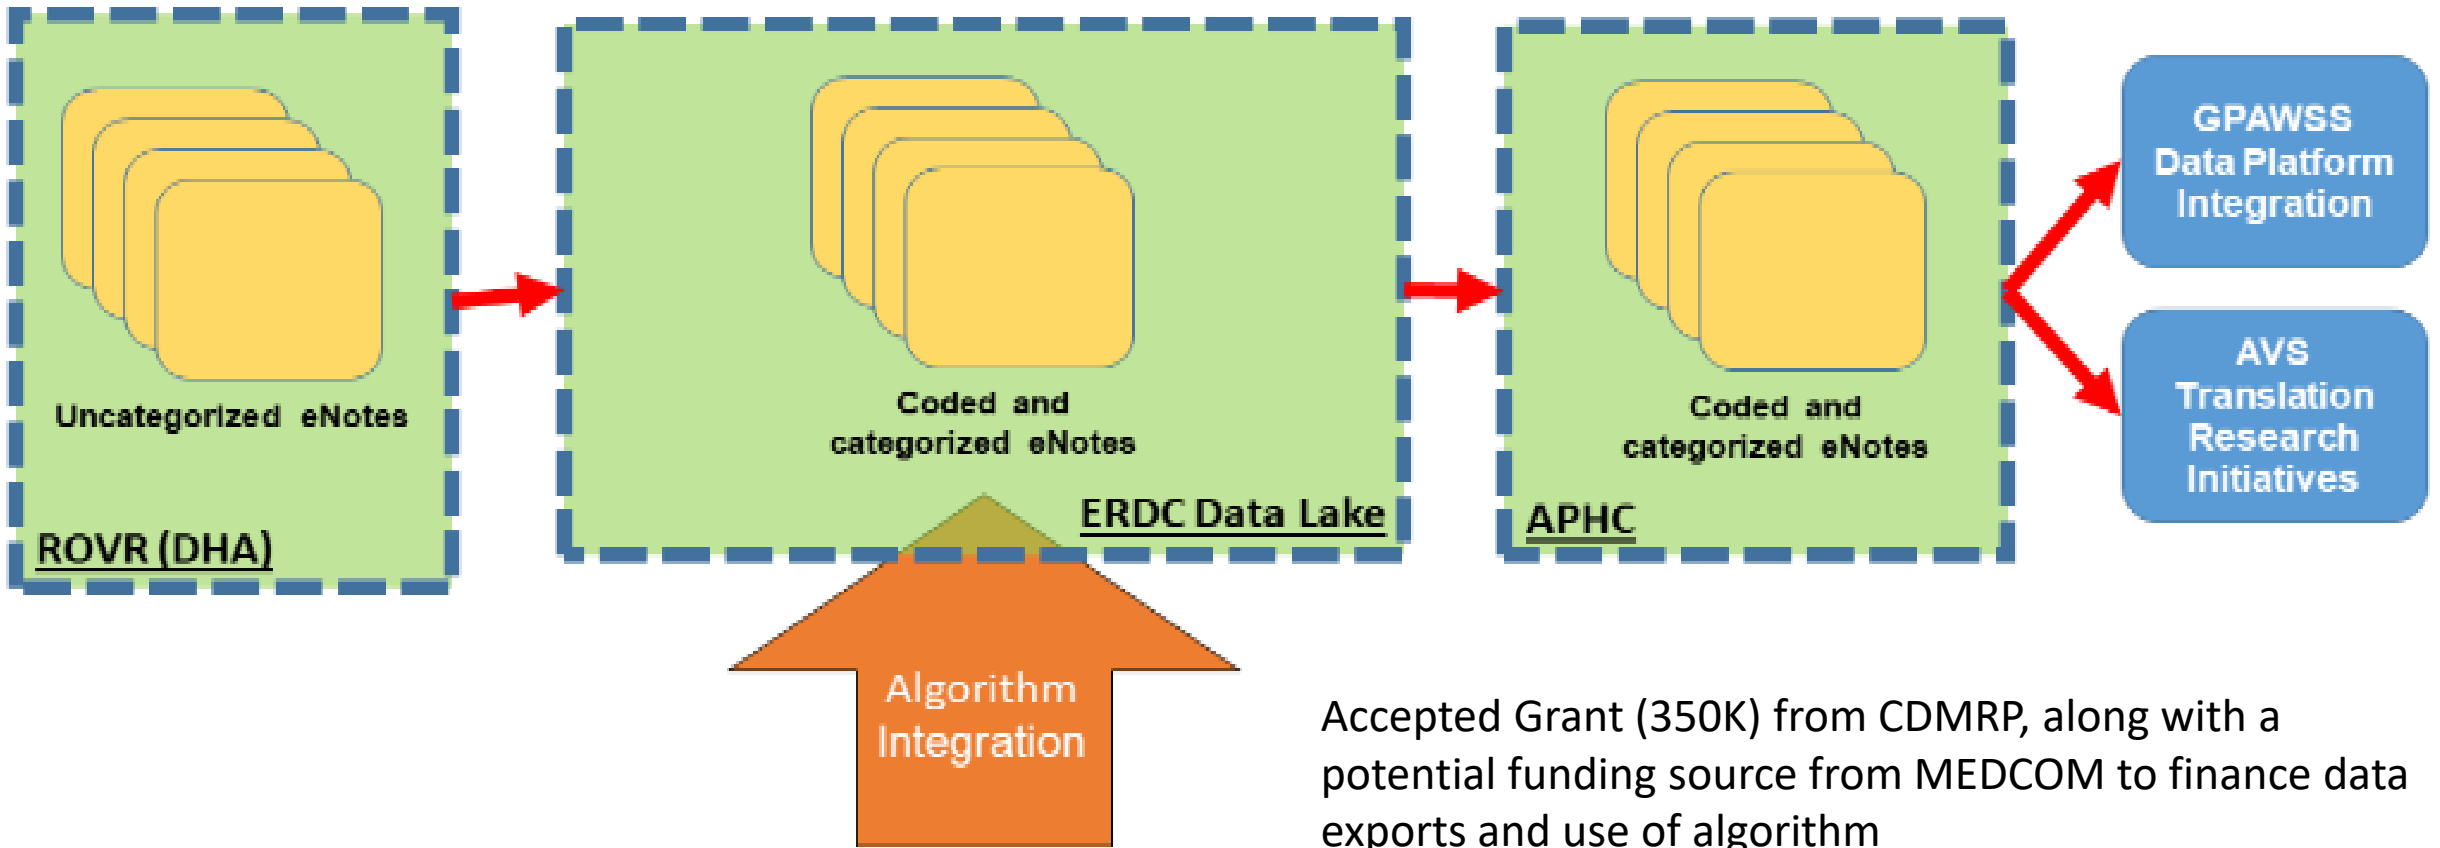 Uncategorized eNotes
ROVR (DHA)
Coded and
categorized eNotes
ERDC Data Lake
Algorithm
Integration
Coded and
categorized eNotes
APHC
GPAWSS
Data Platform
Integration
AVS
Translation
Research
Initiatives
Accepted Grant (350K) from CDMRP, along with a
potential funding source from MEDCOM to finance data
exports and use of algorithm